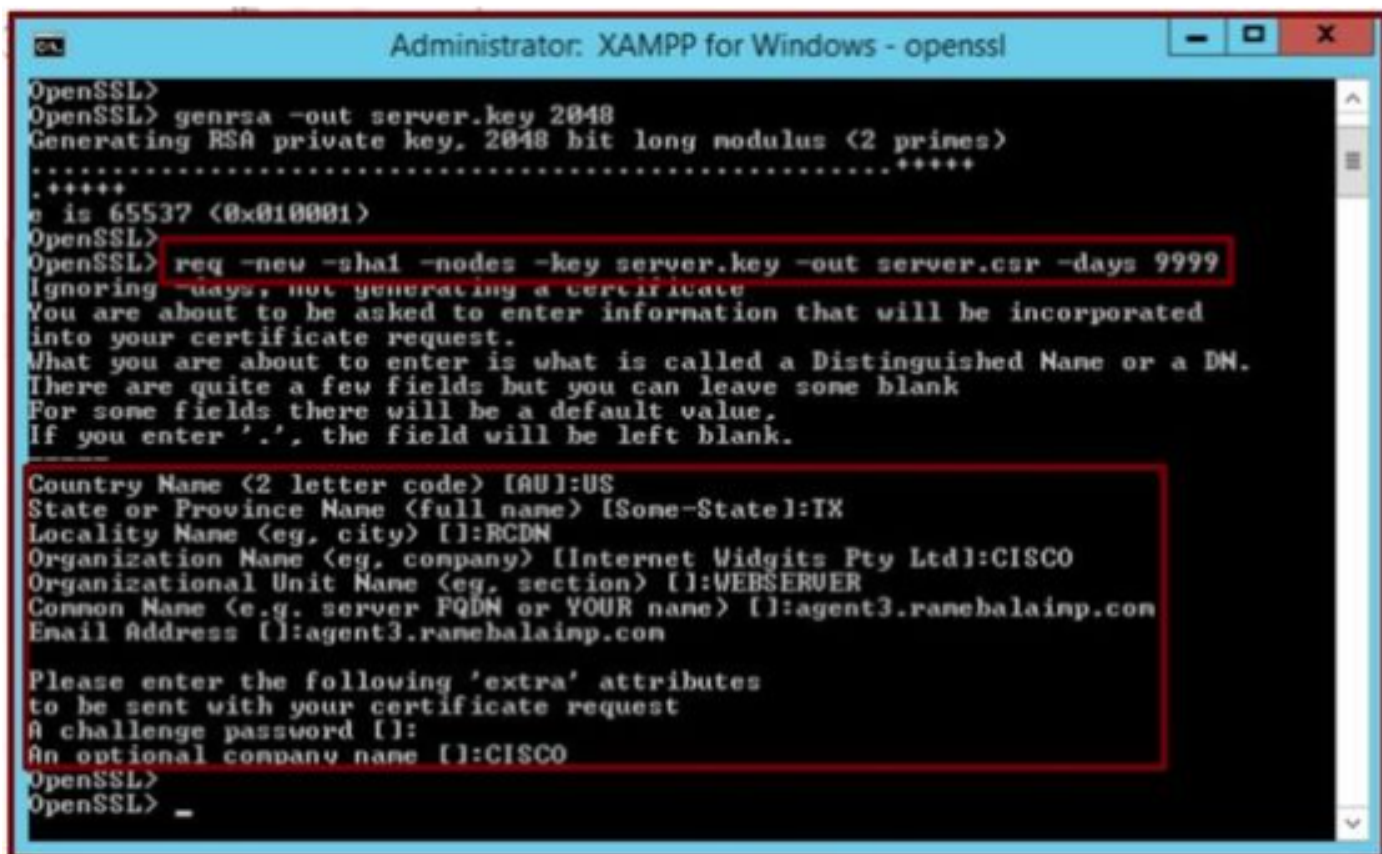 Administrator: XAMPP for Windows - openssl
OpenSSL>
OpenSSL> genrsa -out server.key 2048
Generating RSA private key, 2048 bit long modulus (2 primes)
......................................................+++++
.+++++
e is 65537 (0x010001)
OpenSSL>
OpenSSL> req -new -sha1 -nodes -key server.key -out server.csr -days 9999
Ignoring -days, not generating a certificate
You are about to be asked to enter information that will be incorporated
into your certificate request.
What you are about to enter is what is called a Distinguished Name or a DN.
There are quite a few fields but you can leave some blank
For some fields there will be a default value,
If you enter '.', the field will be left blank.
-----
Country Name (2 letter code) [AU]:US
State or Province Name (full name) [Some-State]:TX
Locality Name (eg, city) []:RCDN
Organization Name (eg, company) [Internet Widgits Pty Ltd]:CISCO
Organizational Unit Name (eg, section) []:WEBSERVER
Common Name (e.g. server FQDN or YOUR name) []:agent3.ramebalaimp.com
Email Address []:agent3.ramebalaimp.com
Please enter the following 'extra' attributes
to be sent with your certificate request
A challenge password []:
An optional company name []:CISCO
OpenSSL>
OpenSSL> _